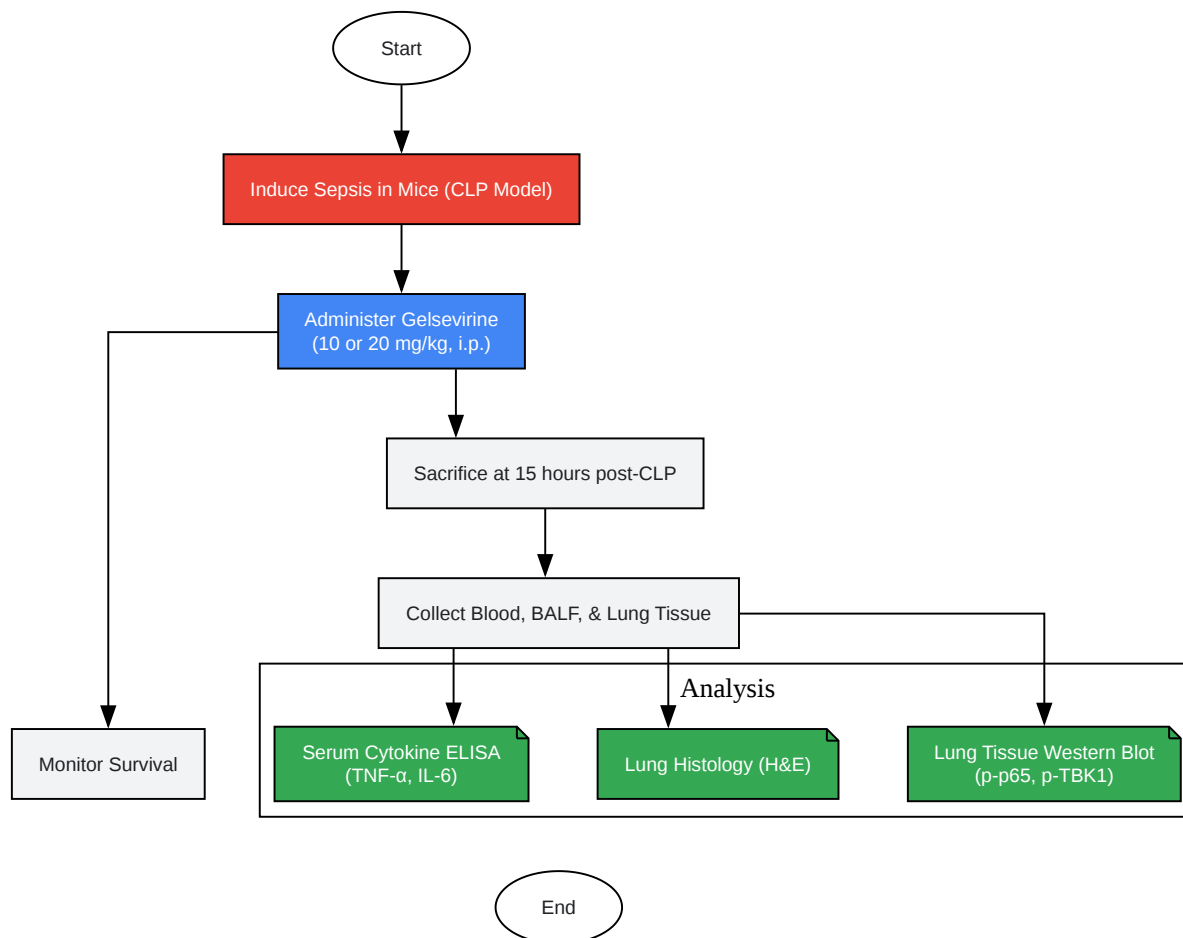 Start
Induce Sepsis in Mice (CLP Model)
Administer Gelsevirine
(10 or 20 mg/kg, i.p.)
Sacrifice at 15 hours post-CLP
Collect Blood, BALF, & Lung Tissue
Analysis
Monitor Survival
Serum Cytokine ELISA
(TNF-α, IL-6)
Lung Histology (H&E)
Lung Tissue Western Blot
(p-p65, p-TBK1)
End